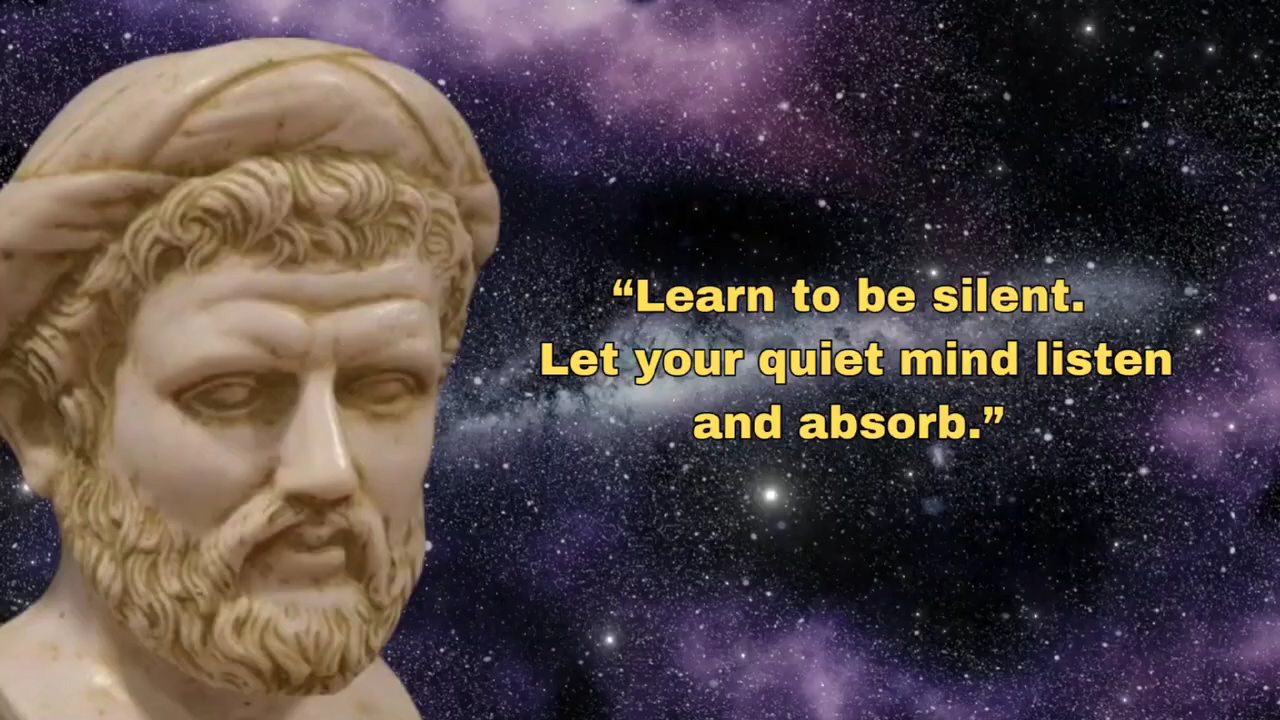 “Learn to be silent.
Let your quiet mind listen
and absorb.”